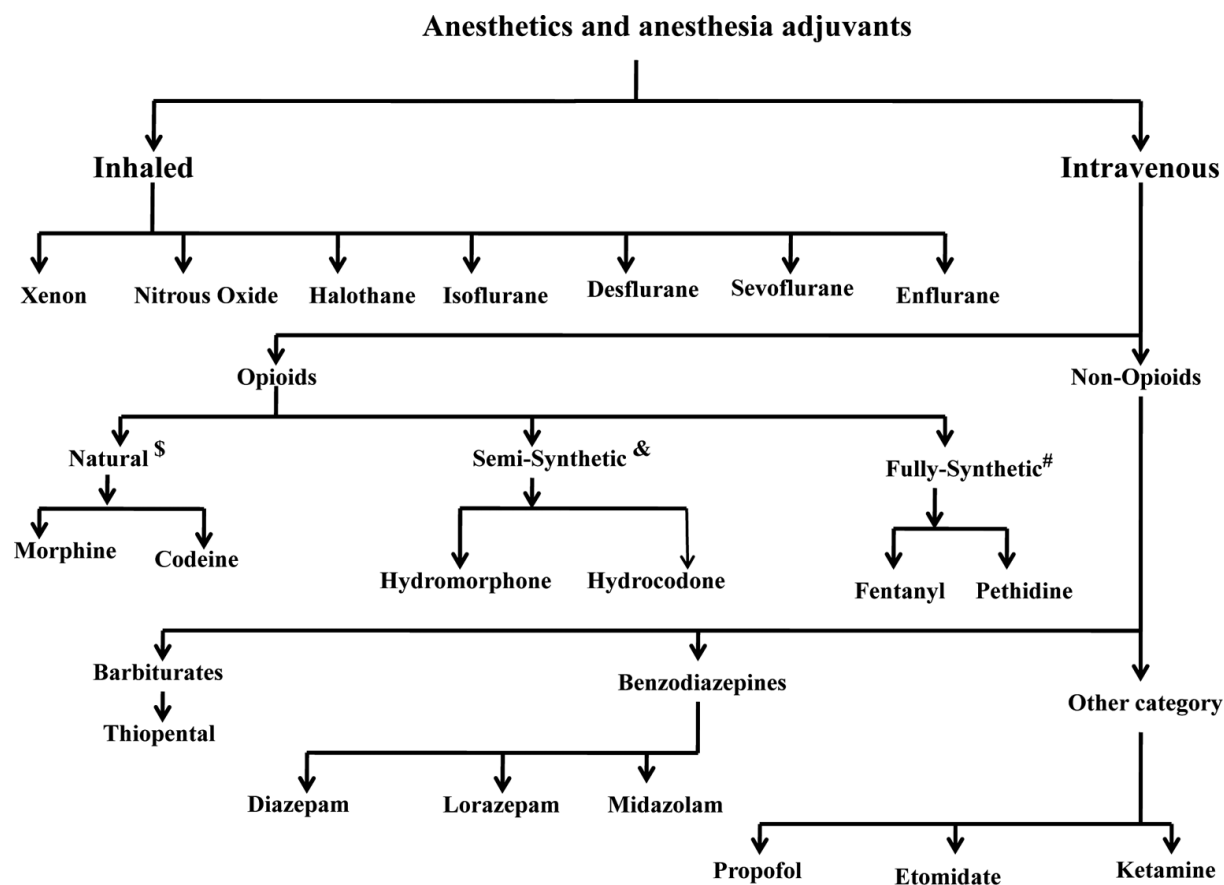 Anesthetics and anesthesia adjuvants
Inhaled
Intravenous
Xenon
Nitrous Oxide
Halothane
Isoflurane
Desflurane
Sevoflurane
Enflurane
Opioids
Non-Opioids
Natural $
Semi-Synthetic &
Fully-Synthetic#
Morphine
Codeine
Hydromorphone
Hydrocodone
Fentanyl
Pethidine
Barbiturates
Benzodiazepines
Other category
Thiopental
Diazepam
Lorazepam
Midazolam
Propofol
Etomidate
Ketamine